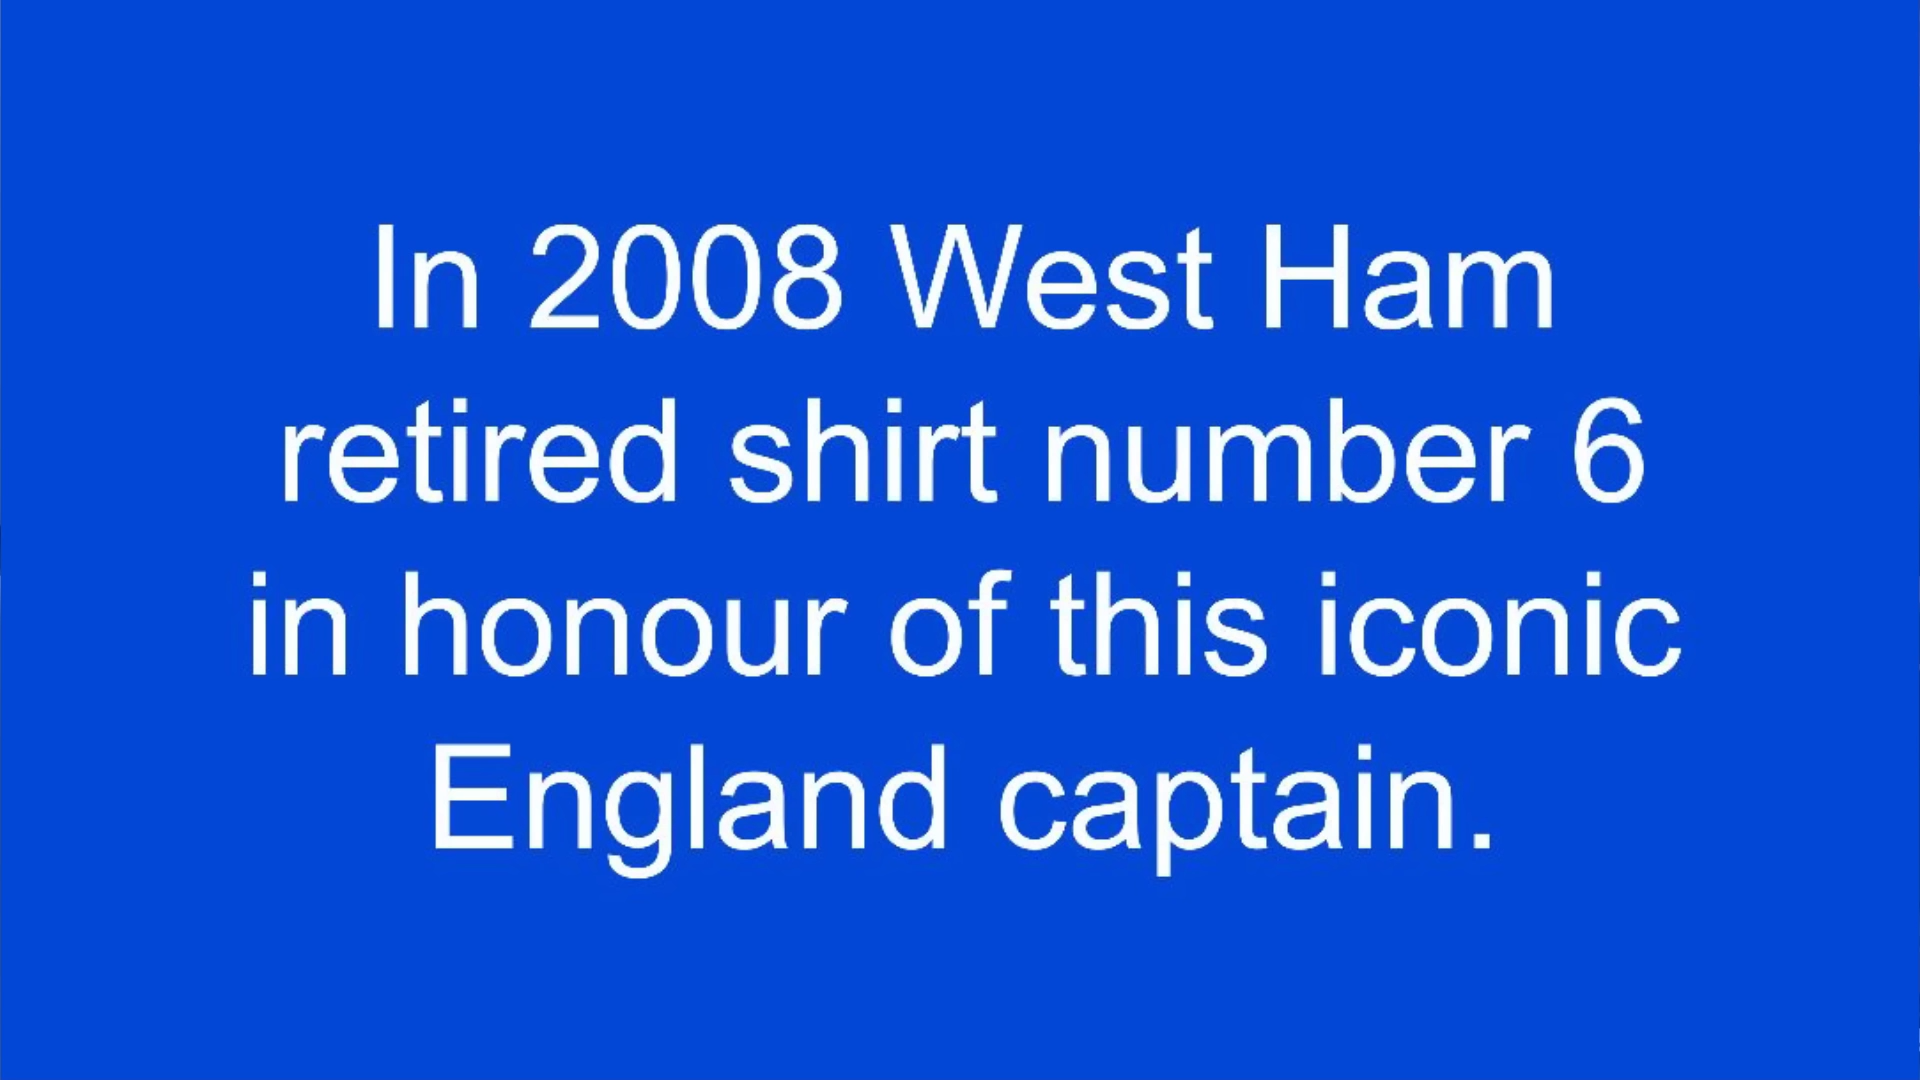 In 2008 West Ham
retired shirt number 6
in honour of this iconic
England captain.